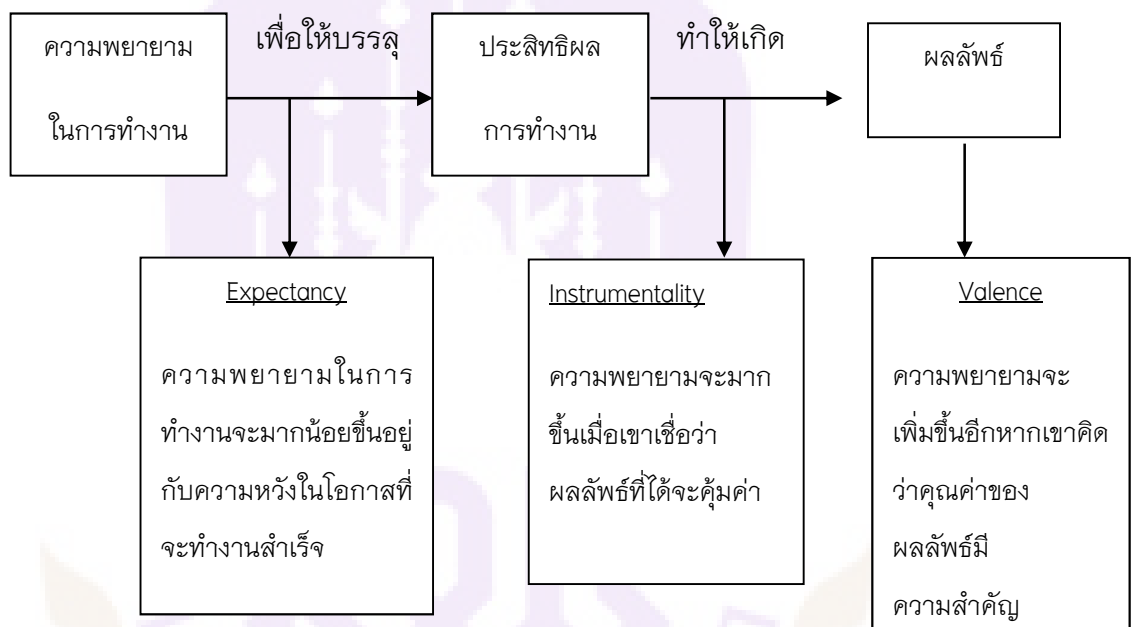 ความพยายาม
ในการทำงาน
เพื่อให้บรรลุ
ประสิทธิผล
การทำงาน
ทำให้เกิด
ผลลัพธ์
Expectancy
ความพยายามในการ
ทำงานจะมากน้อยขึ้นอยู่
กับความหวังในโอกาสที่
จะทำงานสำเร็จ
Instrumentality
ความพยายามจะมาก
ขึ้นเมื่อเขาเชื่อว่า
ผลลัพธ์ที่ได้จะคุ้มค่า
Valence
ความพยายามจะ
เพิ่มขึ้นอีกหากเขาคิด
ว่าคุณค่าของ
ผลลัพธ์มี
ความสำคัญ